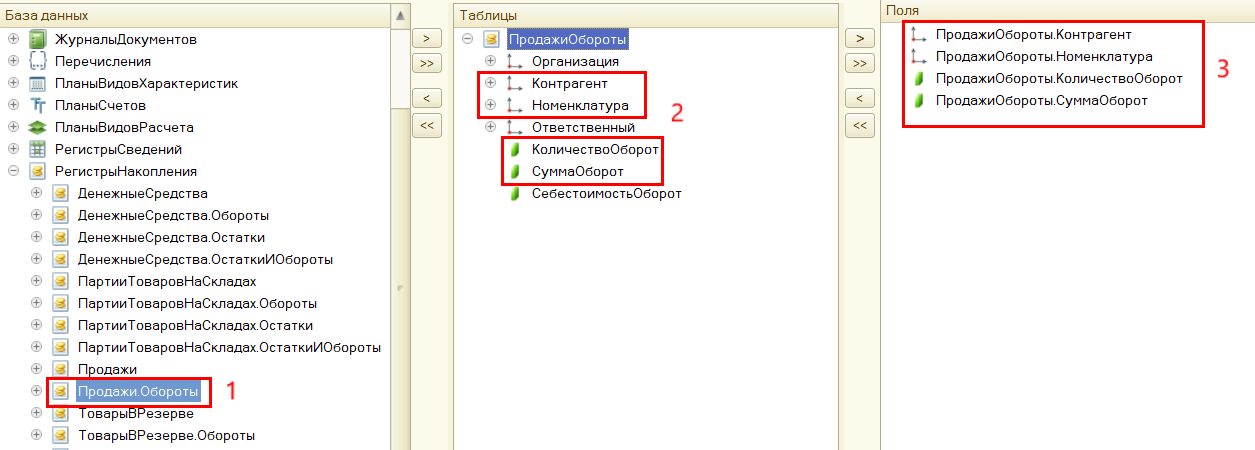 База данных
ЖурналыДокументов
Перечисления
ПланыВидовХарактеристик
ПланыСчетов
ПланыВидовРасчета
РегистрыСведений
РегистрыНакопления
ДенежныеСредства
ДенежныеСредства.Обороты
ДенежныеСредства.Остатки
ДенежныеСредства.ОстаткиИОбороты
ПартииТоваровНаСкладах
ПартииТоваровНаСкладах.Обороты
ПартииТоваровНаСкладах.Остатки
ПартииТоваровНаСкладах.ОстаткиИОбороты
Продажи
Продажи.Обороты 1
ТоварыВРезерве
ТоварыВРезерве.Обороты
>
>>
<
<<
Таблицы
ПродажиОбороты
Организация
Контрагент
Номенклатура
2
Ответственный
КоличествоОборот
СуммаОборот
СебестоимостьОборот
>
>>
<
<<
Поля
ПродажиОбороты.Контрагент
ПродажиОбороты.Номенклатура
ПродажиОбороты.КоличествоОборот
ПродажиОбороты.СуммаОборот
3